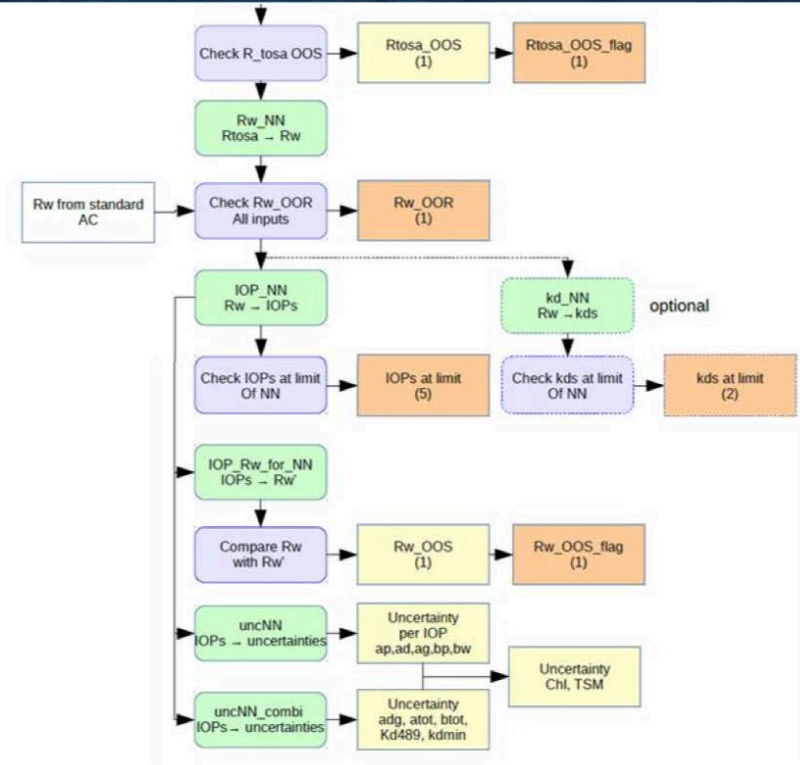 Check R_tosa OOS
Rtosa_OOS
(1)
Rtosa_OOS_flag
(1)
Rw_NN
Rtosa → Rw
Rw from standard
AC
Check Rw_OOR
All inputs
Rw_OOR
(1)
IOP_NN
Rw → IOPs
kd_NN
Rw →kds
optional
Check IOPs at limit
Of NN
IOPs at limit
(5)
Check kds at limit
Of NN
kds at limit
(2)
IOP_Rw_for_NN
IOPs → Rw'
Compare Rw
with Rw'
Rw_OOS
(1)
Rw_OOS_flag
(1)
uncNN
IOPs → uncertainties
Uncertainty
per IOP
ap,ad,ag,bp,bw
Uncertainty
Chl, TSM
uncNN_combi
IOPs→ uncertainties
Uncertainty
adg, atot, btot,
Kd489, kdmin